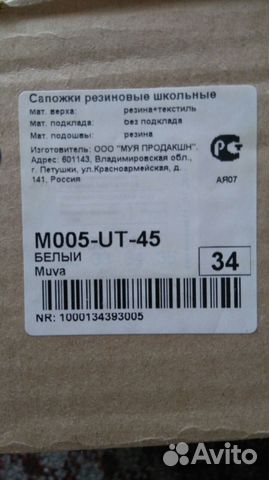 Сапожки резиновые школьные
Мат. верха: резина+текстиль
Мат. подклада: без подклада
Мат. подошвы: резина
Изготовитель: ООО "МУЯ ПРОДАКШН".
Адрес: 601143, Владимировская обл.,
г. Петушки, ул.Красноармейская, д.
141, Россия
АЯ07
М005-UT-45
БЕЛЫЙ
Muva
34
NR: 1000134393005
Avito